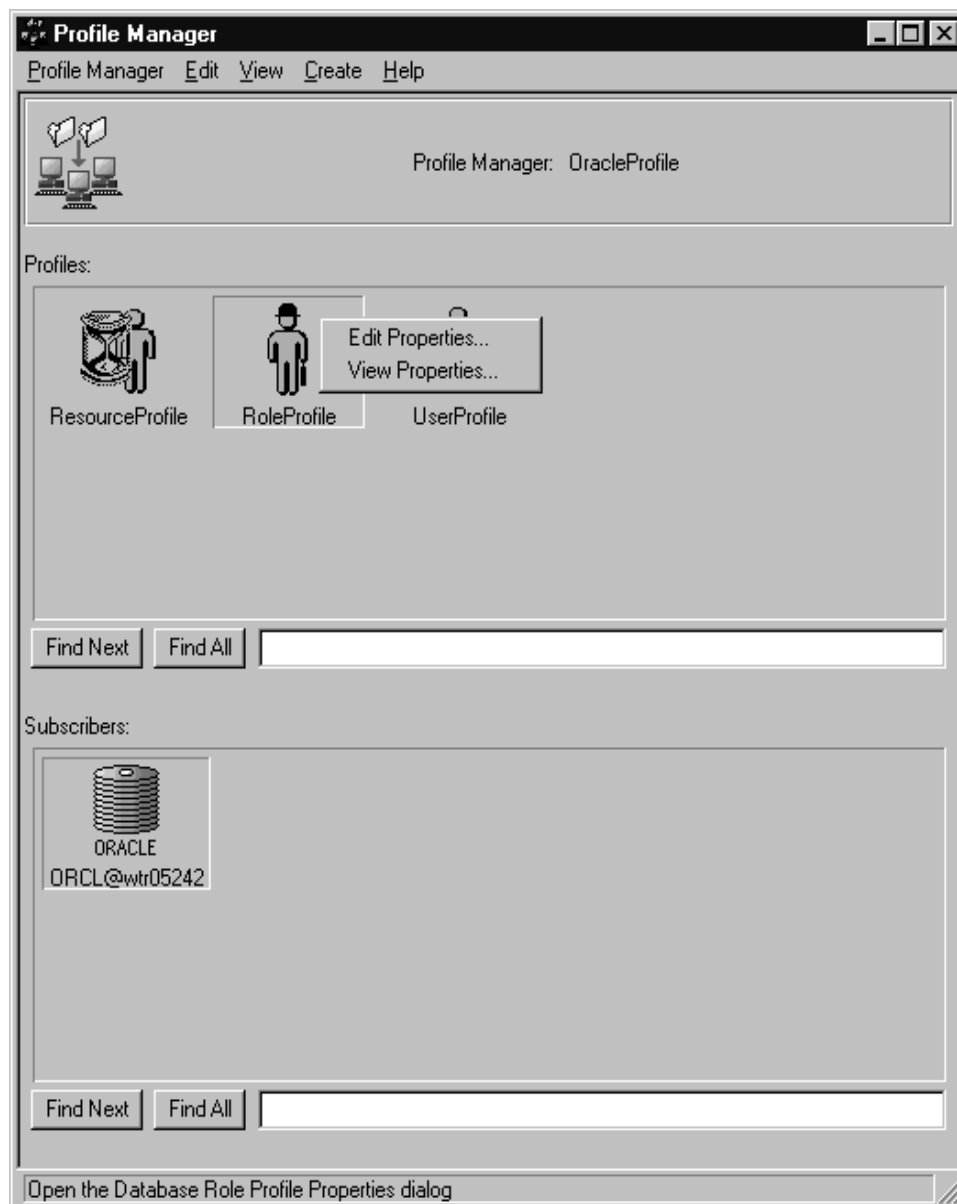 Profile Manager
Profile Manager Edit View Create Help
Profile Manager: OracleProfile
Profiles:
Edit Properties...
View Properties...
ResourceProfile RoleProfile UserProfile
Find Next Find All
Subscribers:
ORACLE
ORCL@wtr05242
Find Next Find All
Open the Database Role Profile Properties dialog